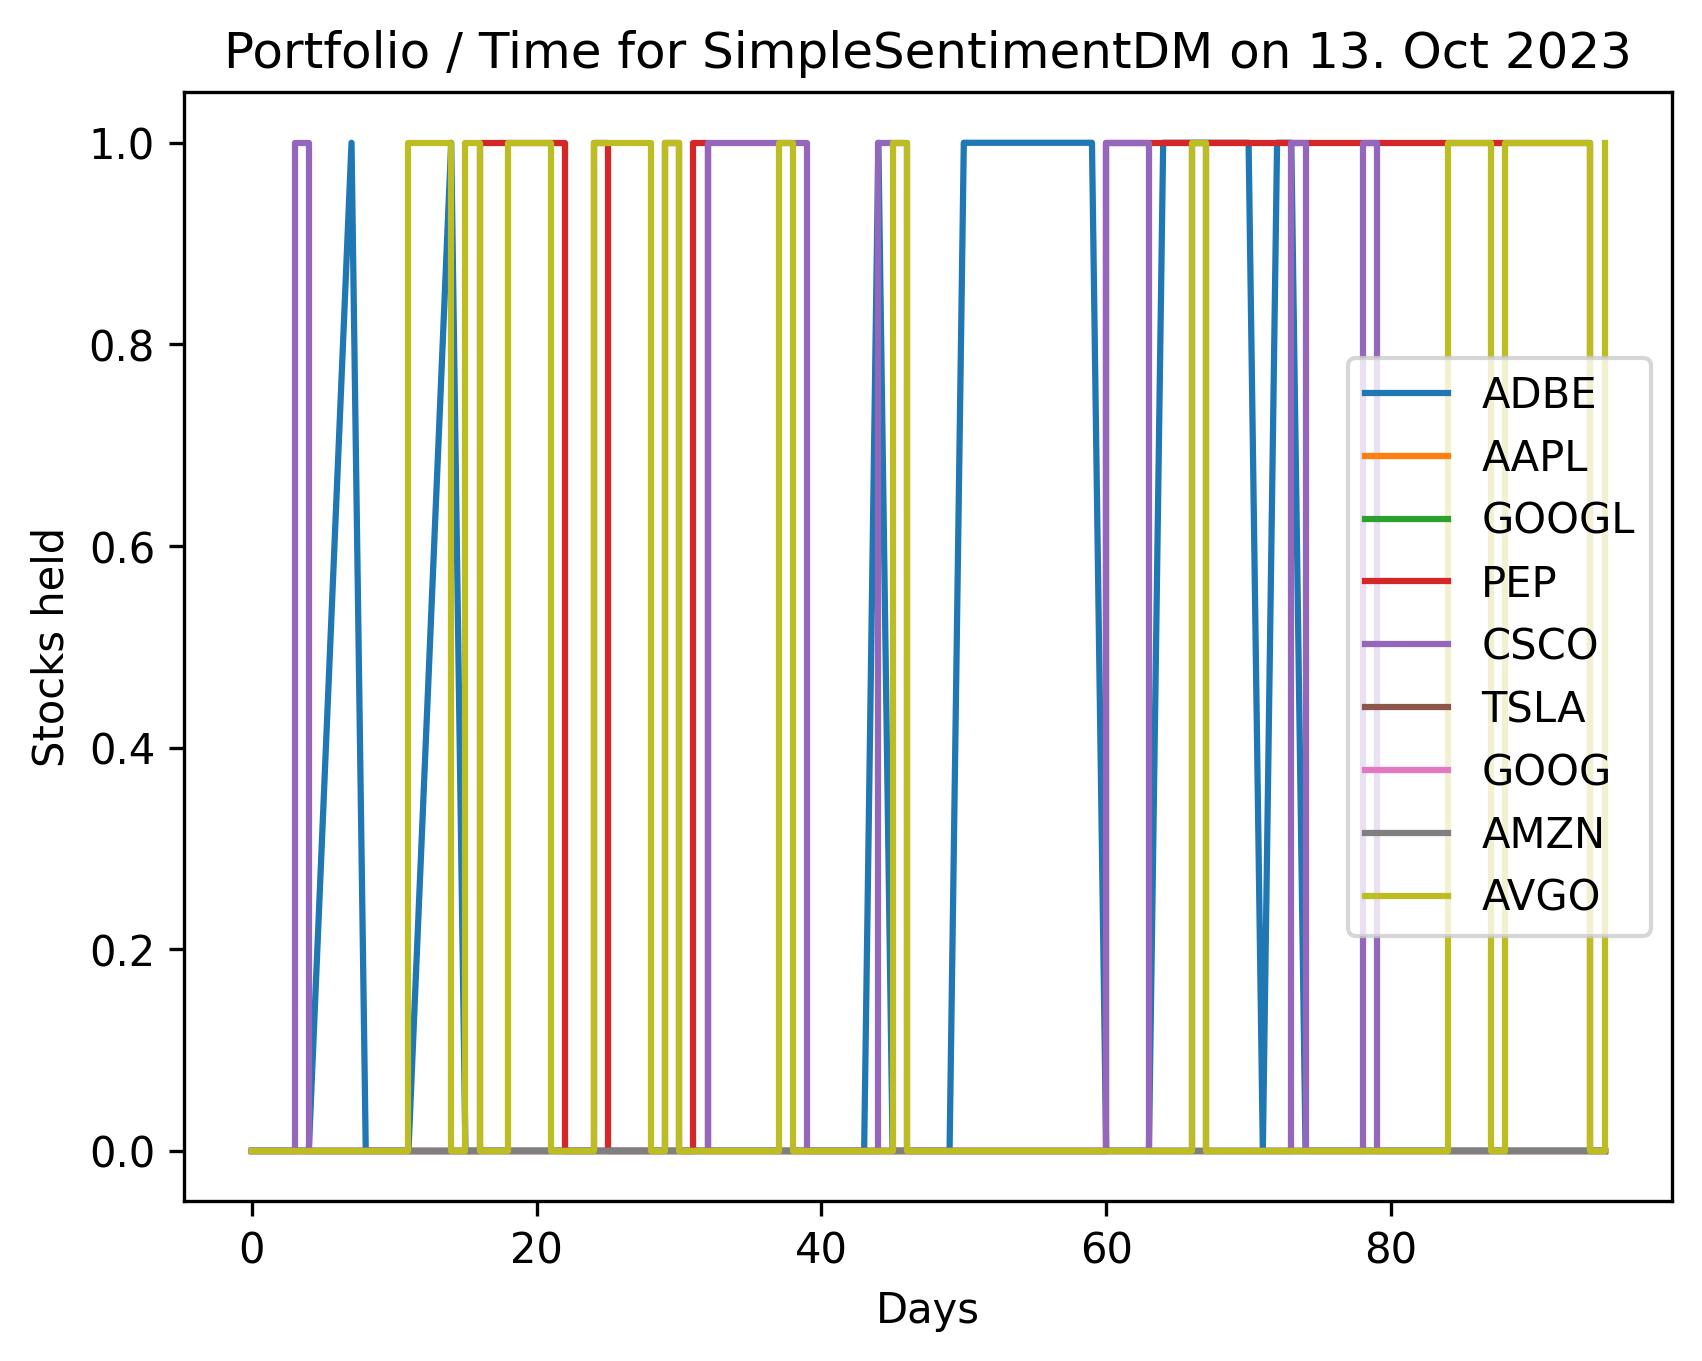 Portfolio / Time for SimpleSentimentDM on 13. Oct 2023
1.0
0.8
0.6
0.4
0.2
0.0
Stocks held
ADBE
AAPL
GOOGL
PEP
CSCO
TSLA
GOOG
AMZN
AVGO
0 20 40 60 80
Days